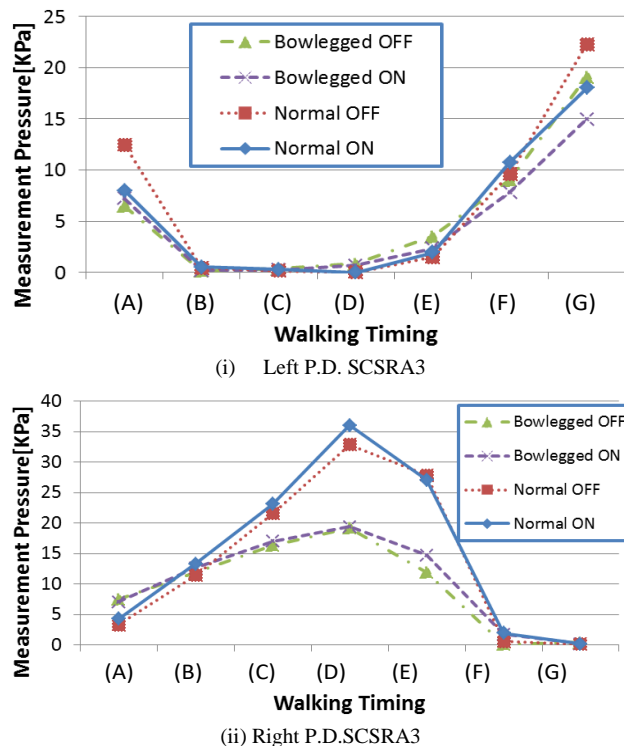 25
20
15
10
5
0
Measurement Pressure[KPa]
Bowlegged OFF
Bowlegged ON
Normal OFF
Normal ON
(A) (B) (C) (D) (E) (F) (G)
Walking Timing
(i) Left P.D. SCSRA3
40
35
30
25
20
15
10
5
0
Measurement Pressure[KPa]
Bowlegged OFF
Bowlegged ON
Normal OFF
Normal ON
(A) (B) (C) (D) (E) (F) (G)
Walking Timing
(ii) Right P.D.SCSRA3